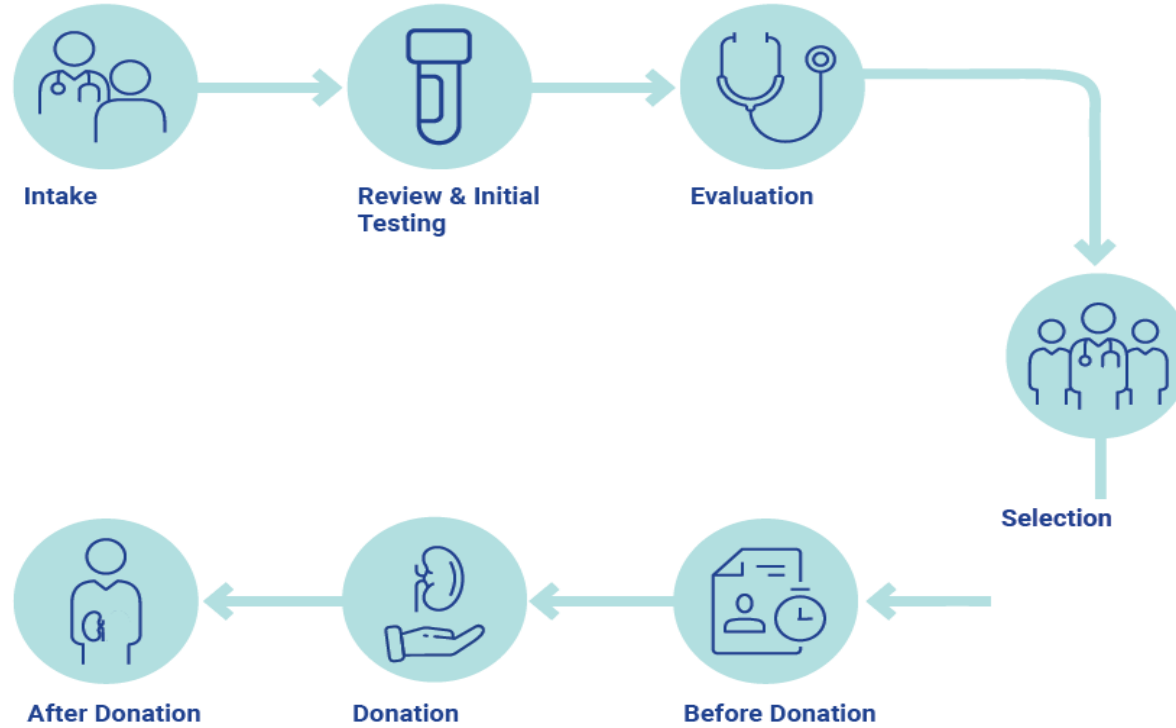 Intake
Review & Initial
Testing
Evaluation
Selection
After Donation
Donation
Before Donation